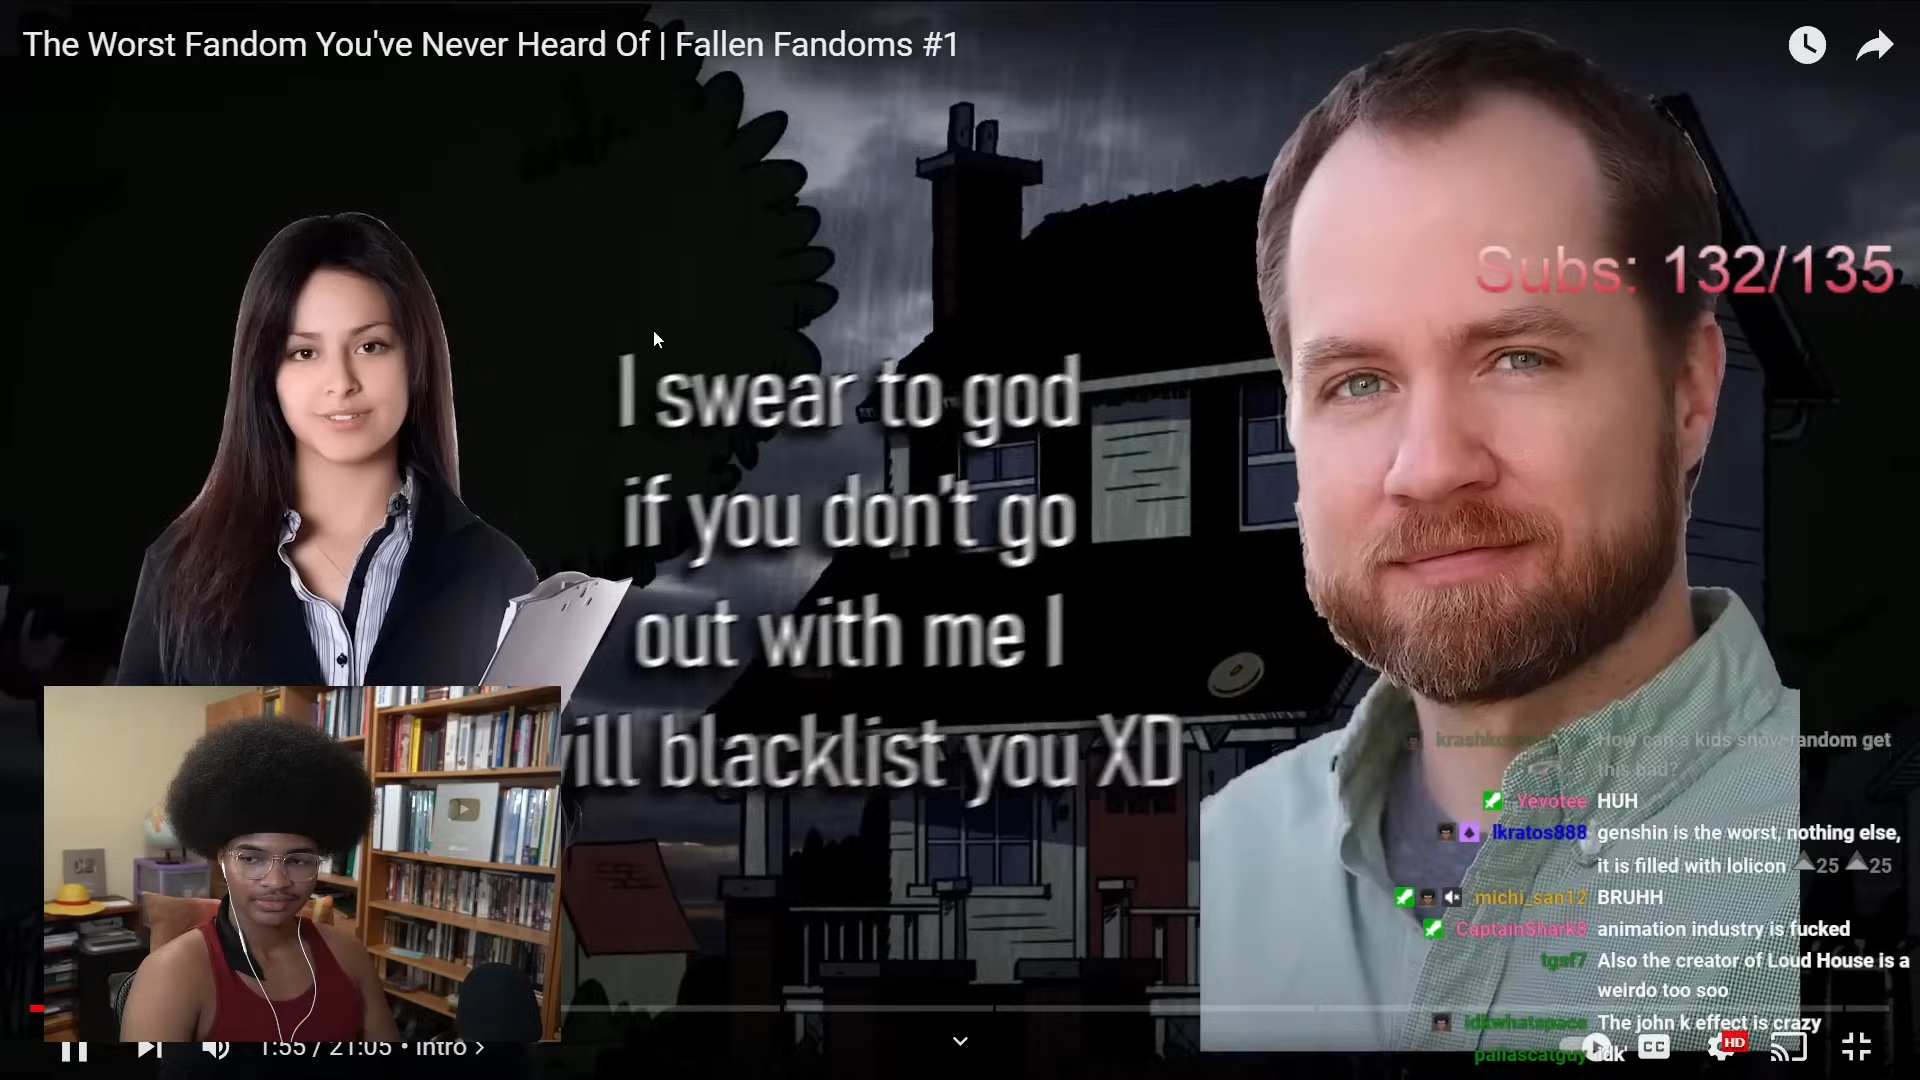 The Worst Fandom You've Never Heard Of | Fallen Fandoms #1
Subs: 132/135
I swear to god
if you don't go
out with me I
will blacklist you XD
How can a kids show fandom get
this bad?
Yeyotee HUH
lkratos888 genshin is the worst, nothing else,
it is filled with lolicon 25 25
michi_san12 BRUHH
CaptainShark8 animation industry is fucked
tgsf7 Also the creator of Loud House is a
weirdo too soo
idkwhatspace The john k effect is crazy
pallascatguy idk'
1:55 / 21:05 • Intro >
CC
HD